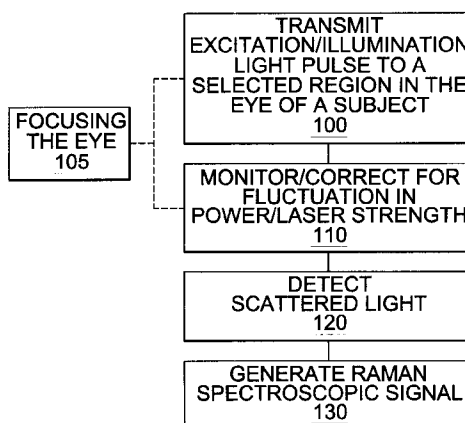 TRANSMIT
EXCITATION/ILLUMINATION
LIGHT PULSE TO A
SELECTED REGION IN THE
EYE OF A SUBJECT
100
FOCUSING
THE EYE
105
MONITOR/CORRECT FOR
FLUCTUATION IN
POWER/LASER STRENGTH
110
DETECT
SCATTERED LIGHT
120
GENERATE RAMAN
SPECTROSCOPIC SIGNAL
130